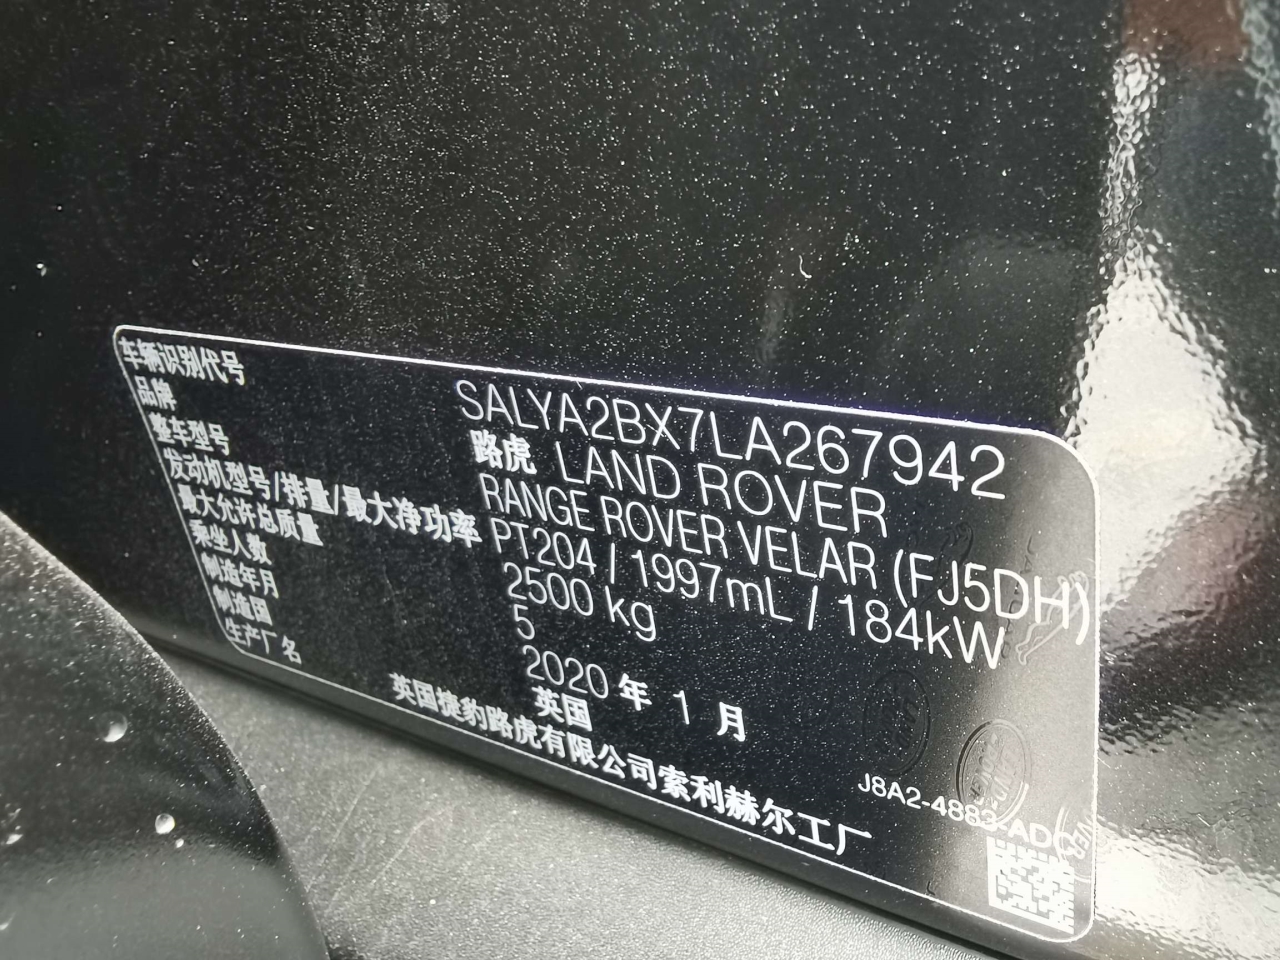 车辆识别代号 SALYA2BX7LA267942
品牌 路虎 LAND ROVER
整车型号 RANGE ROVER VELAR (FJ5DH)
发动机型号/排量/最大净功率 PT204 / 1997mL / 184kW
最大允许总质量 2500 kg
乘坐人数 5
制造年月 2020 年 1 月
制造国 英国
生产厂名 英国捷豹路虎有限公司索利赫尔工厂
J8A2-4883-AD